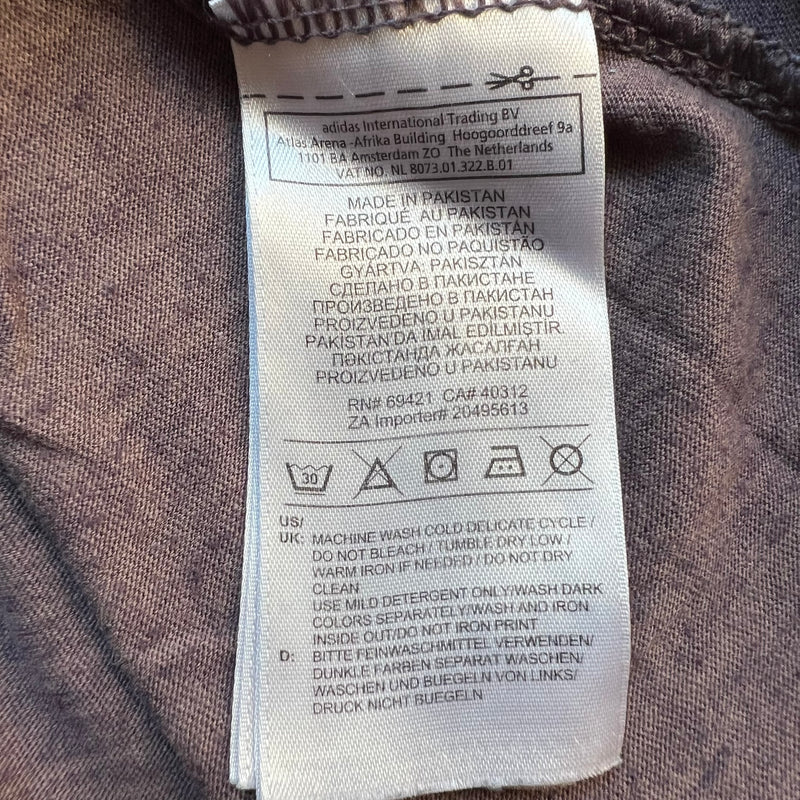 adidas International Trading BV
Atlas Arena -Afrika Building Hoogoorddreef 9a
1101 BA Amsterdam ZO The Netherlands
VAT NO. NL 8073.01.322.B.01
MADE IN PAKISTAN
FABRIQUÉ AU PAKISTAN
FABRICADO EN PAKISTÁN
FABRICADO NO PAQUISTÃO
GYÁRTVA: PAKISZTÁN
СДЕЛАНО В ПАКИСТАНЕ
ПРОИЗВЕДЕНО В ПАКИСТАН
PROIZVEDENO U PAKISTANU
PAKISTAN DA IMAL EDİLMİŞTİR
ПӘКІСТАНДА ЖАСАЛҒАН
PROIZVEDENO U PAKISTANU
RN# 69421 CA# 40312
ZA Importer# 20495613
30
US/
UK: MACHINE WASH COLD DELICATE CYCLE /
DO NOT BLEACH / TUMBLE DRY LOW /
WARM IRON IF NEEDED / DO NOT DRY
CLEAN
USE MILD DETERGENT ONLY/WASH DARK
COLORS SEPARATELY/WASH AND IRON
INSIDE OUT/DO NOT IRON PRINT
D: BITTE FEINWASCHMITTEL VERWENDEN/
DUNKLE FARBEN SEPARAT WASCHEN/
WASCHEN UND BUEGELN VON LINKS/
DRUCK NICHT BUEGELN